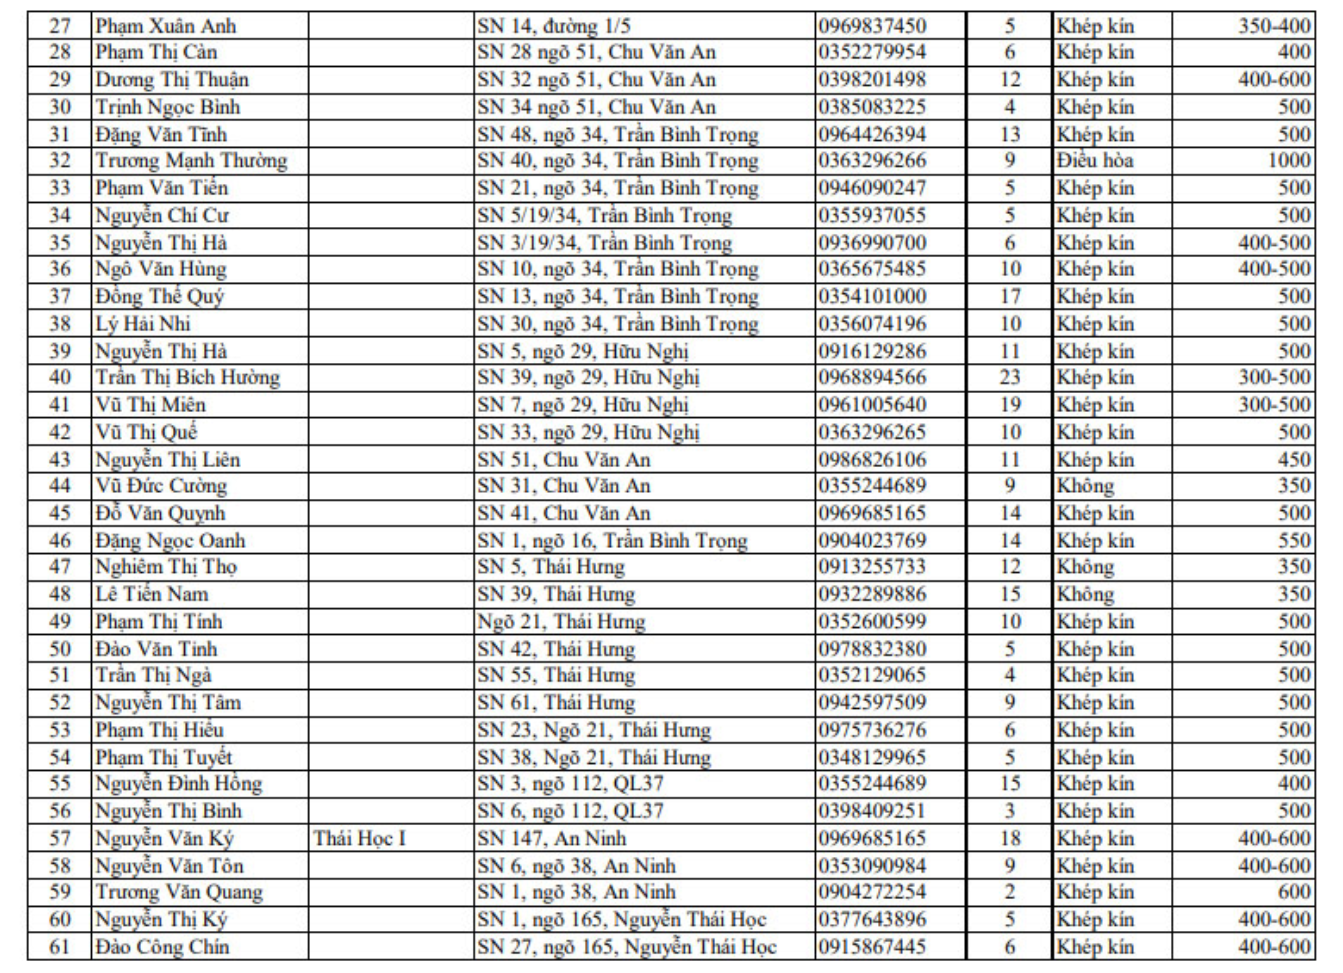 27 Phạm Xuân Anh SN 14, đường 1/5 0969837450 5 Khép kín 350-400
28 Phạm Thị Càn SN 28 ngõ 51, Chu Văn An 0352279954 6 Khép kín 400
29 Dương Thị Thuận SN 32 ngõ 51, Chu Văn An 0398201498 12 Khép kín 400-600
30 Trịnh Ngọc Bình SN 34 ngõ 51, Chu Văn An 0385083225 4 Khép kín 500
31 Đặng Văn Tĩnh SN 48, ngõ 34, Trần Bình Trọng 0964426394 13 Khép kín 500
32 Trương Mạnh Thường SN 40, ngõ 34, Trần Bình Trọng 0363296266 9 Điều hòa 1000
33 Phạm Văn Tiến SN 21, ngõ 34, Trần Bình Trọng 0946090247 5 Khép kín 500
34 Nguyễn Chí Cư SN 5/19/34, Trần Bình Trọng 0355937055 5 Khép kín 500
35 Nguyễn Thị Hà SN 3/19/34, Trần Bình Trọng 0936990700 6 Khép kín 400-500
36 Ngô Văn Hùng SN 10, ngõ 34, Trần Bình Trọng 0365675485 10 Khép kín 400-500
37 Đồng Thế Quý SN 13, ngõ 34, Trần Bình Trọng 0354101000 17 Khép kín 500
38 Lý Hải Nhi SN 30, ngõ 34, Trần Bình Trọng 0356074196 10 Khép kín 500
39 Nguyễn Thị Hà SN 5, ngõ 29, Hữu Nghị 0916129286 11 Khép kín 500
40 Trần Thị Bích Hường SN 39, ngõ 29, Hữu Nghị 0968894566 23 Khép kín 300-500
41 Vũ Thị Miên SN 7, ngõ 29, Hữu Nghị 0961005640 19 Khép kín 300-500
42 Vũ Thị Quế SN 33, ngõ 29, Hữu Nghị 0363296265 10 Khép kín 500
43 Nguyễn Thị Liên SN 51, Chu Văn An 0986826106 11 Khép kín 450
44 Vũ Đức Cường SN 31, Chu Văn An 0355244689 9 Không 350
45 Đỗ Văn Quynh SN 41, Chu Văn An 0969685165 14 Khép kín 500
46 Đặng Ngọc Oanh SN 1, ngõ 16, Trần Bình Trọng 0904023769 14 Khép kín 550
47 Nghiêm Thị Thọ SN 5, Thái Hưng 0913255733 12 Không 350
48 Lê Tiến Nam SN 39, Thái Hưng 0932289886 15 Không 350
49 Phạm Thị Tính Ngõ 21, Thái Hưng 0352600599 10 Khép kín 500
50 Đào Văn Tinh SN 42, Thái Hưng 0978832380 5 Khép kín 500
51 Trần Thị Ngà SN 55, Thái Hưng 0352129065 4 Khép kín 500
52 Nguyễn Thị Tâm SN 61, Thái Hưng 0942597509 9 Khép kín 500
53 Phạm Thị Hiếu SN 23, Ngõ 21, Thái Hưng 0975736276 6 Khép kín 500
54 Phạm Thị Tuyết SN 38, Ngõ 21, Thái Hưng 0348129965 5 Khép kín 500
55 Nguyễn Đình Hồng SN 3, ngõ 112, QL37 0355244689 15 Khép kín 400
56 Nguyễn Thị Bình SN 6, ngõ 112, QL37 0398409251 3 Khép kín 500
57 Nguyễn Văn Ký Thái Học I SN 147, An Ninh 0969685165 18 Khép kín 400-600
58 Nguyễn Văn Tôn SN 6, ngõ 38, An Ninh 0353090984 9 Khép kín 400-600
59 Trương Văn Quang SN 1, ngõ 38, An Ninh 0904272254 2 Khép kín 600
60 Nguyễn Thị Ký SN 1, ngõ 165, Nguyễn Thái Học 0377643896 5 Khép kín 400-600
61 Đào Công Chín SN 27, ngõ 165, Nguyễn Thái Học 0915867445 6 Khép kín 400-600